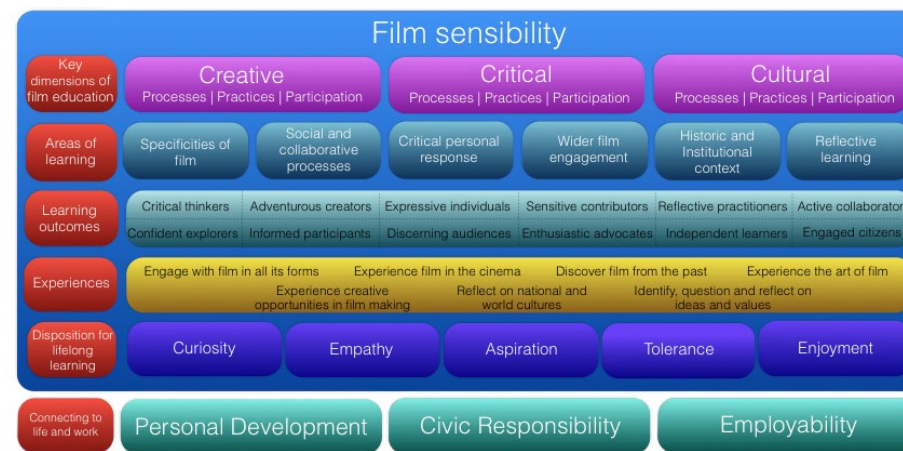 Film sensibility
Key
dimensions of
film education
Creative
Processes | Practices | Participation
Critical
Processes | Practices | Participation
Cultural
Processes | Practices | Participation
Areas of
learning
Specificities of
film
Social and
collaborative
processes
Critical personal
response
Wider film
engagement
Historic and
Institutional
context
Reflective
learning
Learning
outcomes
Critical thinkers
Adventurous creators
Expressive individuals
Sensitive contributors
Reflective practitioners
Active collaborator
Confident explorers
Informed participants
Discerning audiences
Enthusiastic advocates
Independent learners
Engaged citizens
Experiences
Engage with film in all its forms
Experience film in the cinema
Discover film from the past
Experience the art of film
Experience creative
opportunities in film making
Reflect on national and
world cultures
Identify, question and reflect on
ideas and values
Disposition for
lifelong
learning
Curiosity
Empathy
Aspiration
Tolerance
Enjoyment
Connecting to
life and work
Personal Development
Civic Responsibility
Employability